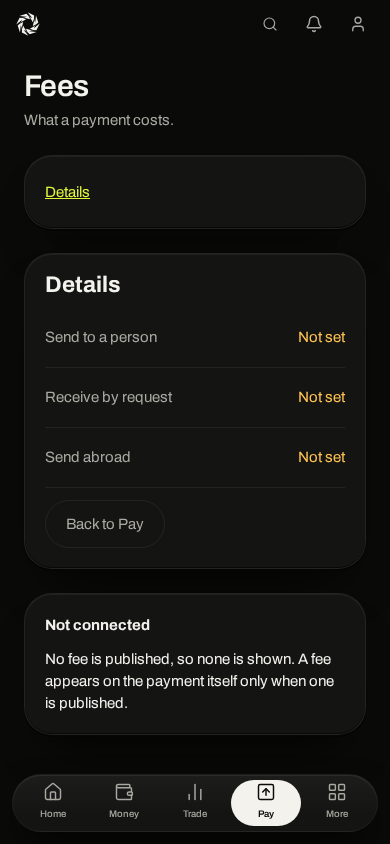 Fees
What a payment costs.
Details
Details
Send to a person
Not set
Receive by request
Not set
Send abroad
Not set
Back to Pay
Not connected
No fee is published, so none is shown. A fee
appears on the payment itself only when one
is published.
Home
Money
Trade
Pay
More